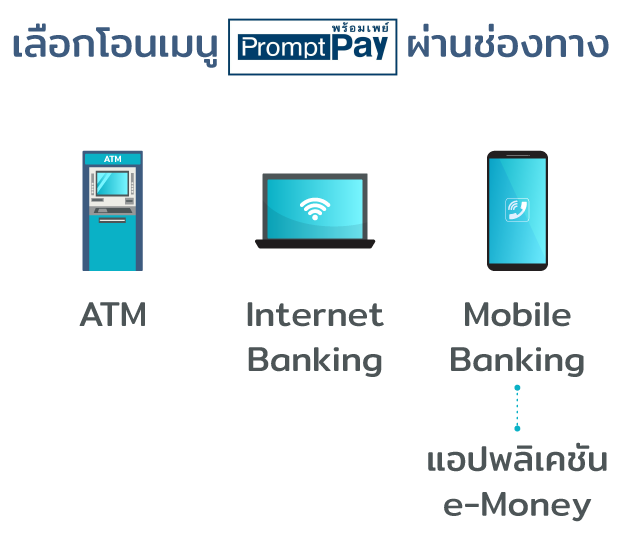 เลือกโอนเมนู พร้อมเพย์ PromptPay ผ่านช่องทาง
ATM
ATM
Internet
Banking
Mobile
Banking
แอปพลิเคชัน
e-Money